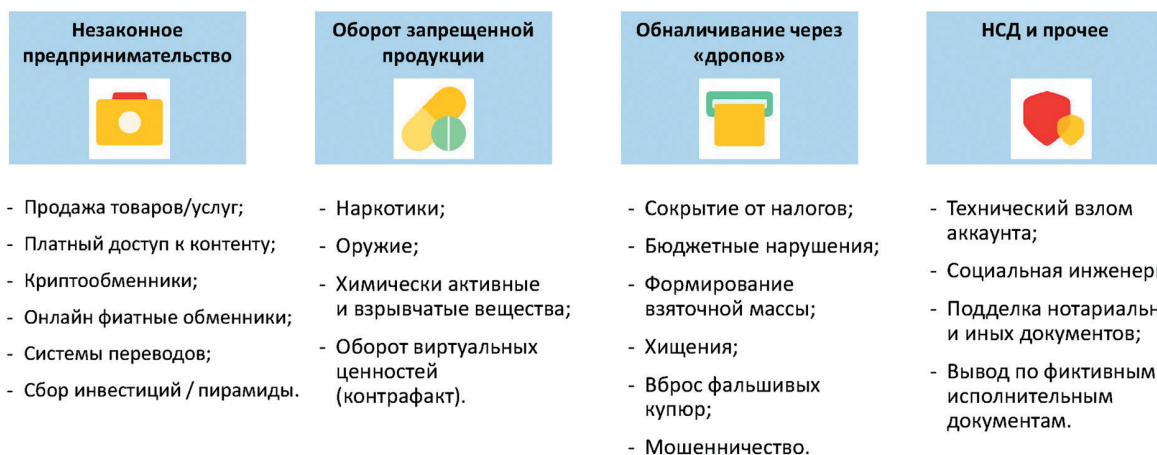 Незаконное
предпринимательство
- Продажа товаров/услуг;
- Платный доступ к контенту;
- Криптообменники;
- Онлайн фиатные обменники;
- Системы переводов;
- Сбор инвестиций / пирамиды.
Оборот запрещенной
продукции
- Наркотики;
- Оружие;
- Химически активные
и взрывчатые вещества;
- Оборот виртуальных
ценностей
(контрафакт).
Обналичивание через
«дропов»
- Сокрытие от налогов;
- Бюджетные нарушения;
- Формирование
взяточной массы;
- Хищения;
- Вброс фальшивых
купюр;
- Мошенничество.
НСД и прочее
- Технический взлом
аккаунта;
- Социальная
- Подделка
и иных документов;
- Вывод по фиктивным
исполнительным
документам.